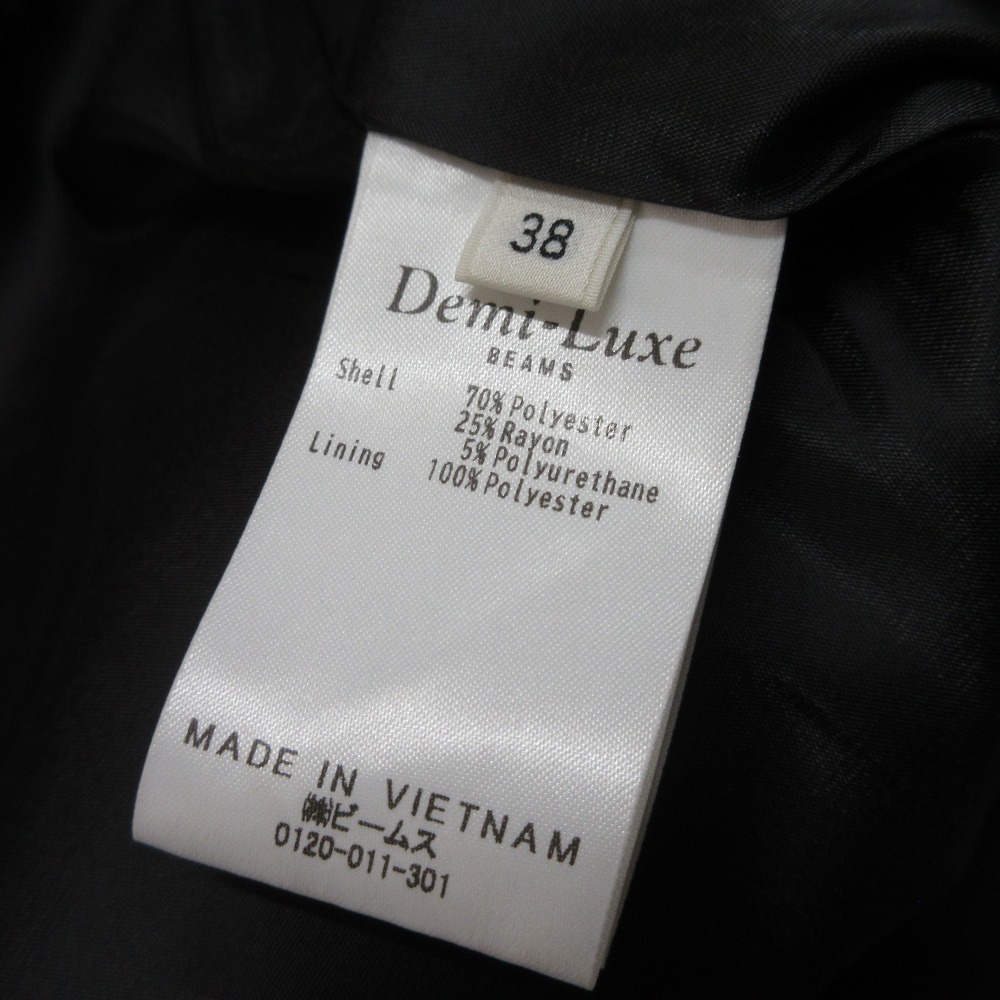 38
Demi-Luxe
BEAMS
Shell 70% Polyester
25% Rayon
5% Polyurethane
Lining 100% Polyester
MADE IN VIETNAM
㈱ビームス
0120-011-301